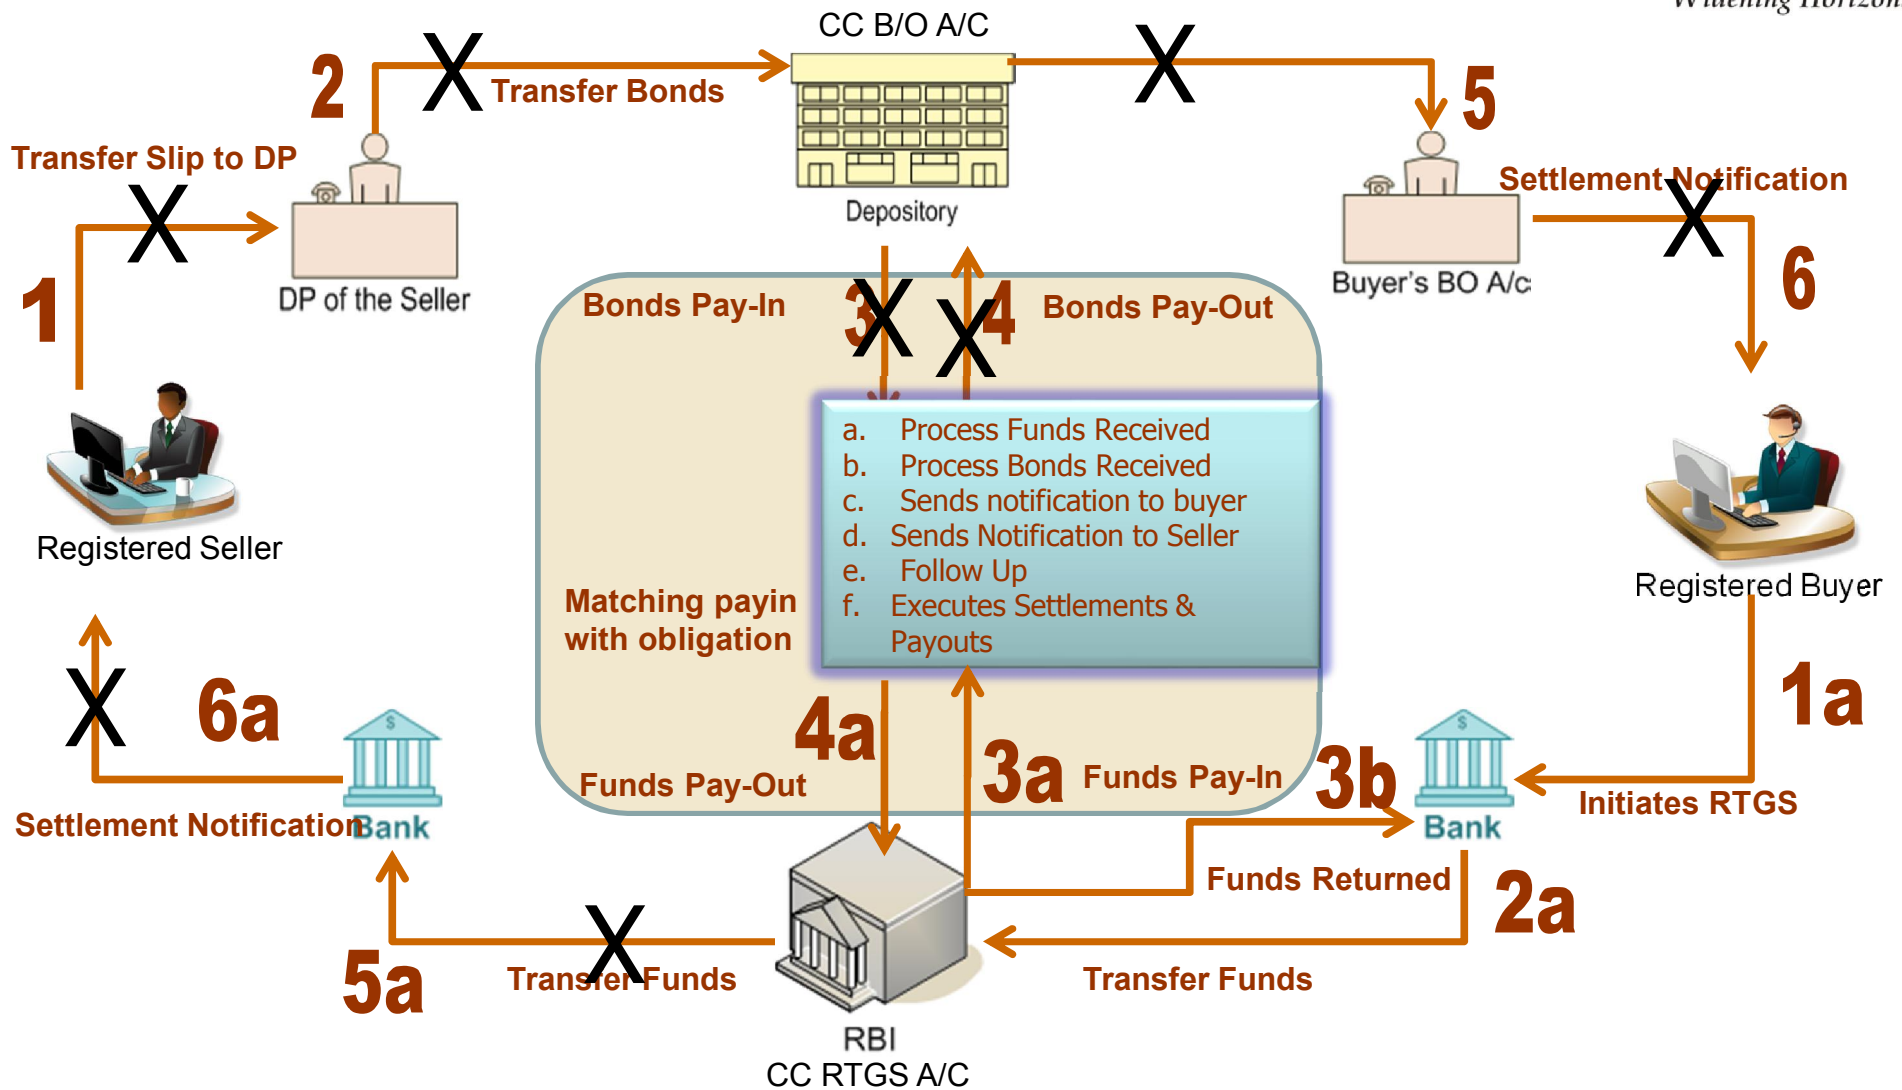 Widening Horizons
CC B/O A/C
2
Transfer Bonds
X
X
5
Transfer Slip to DP
X
Depository
Settlement Notification
X
1
DP of the Seller
Buyer's BO A/c
6
Bonds Pay-In
3
X
4
X
Bonds Pay-Out
a. Process Funds Received
b. Process Bonds Received
c. Sends notification to buyer
d. Sends Notification to Seller
e. Follow Up
f. Executes Settlements &
Payouts
Registered Seller
Registered Buyer
Matching payin
with obligation
X
6a
$
4a
3a
Funds Pay-Out
Funds Pay-In
3b
$
1a
Initiates RTGS
Settlement Notification
Bank
Bank
Funds Returned
2a
5a
X
Transfer Funds
Transfer Funds
RBI
CC RTGS A/C